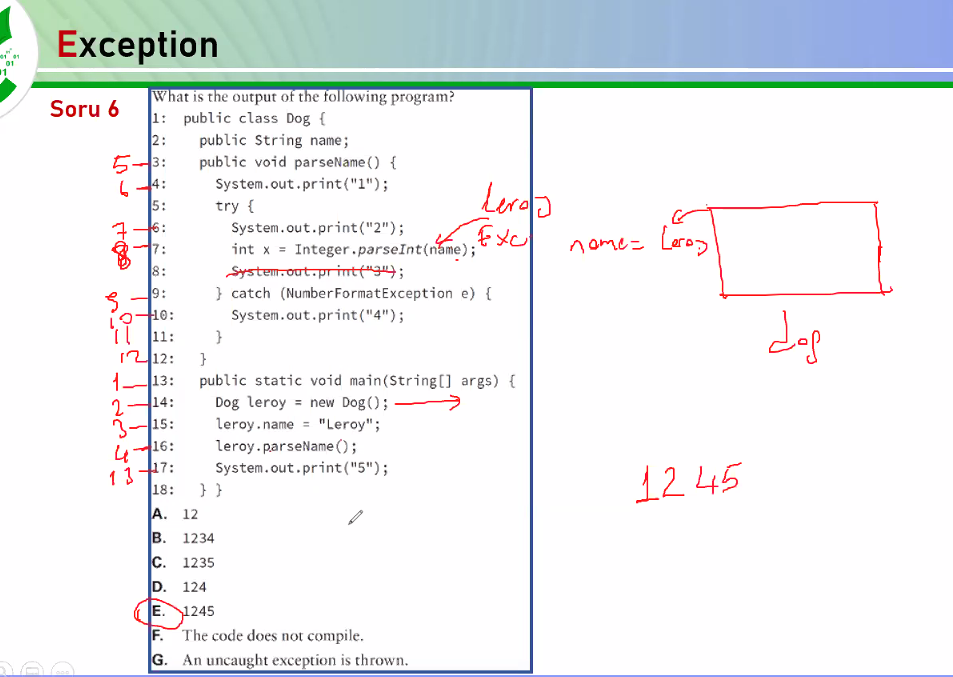 Exception
Soru 6
What is the output of the following program?
1: public class Dog {
2: public String name;
5 3: public void parseName() {
6 4: System.out.print("1");
5: try {
7 6: System.out.print("2");
8 7: int x = Integer.parseInt(name);
8: System.out.print("3");
9 9: } catch (NumberFormatException e) {
10 10: System.out.print("4");
11 11: }
12 12: }
1 13: public static void main(String[] args) {
2 14: Dog leroy = new Dog();
3 15: leroy.name = "Leroy";
4 16: leroy.parseName();
13 17: System.out.print("5");
18: } }
A. 12
B. 1234
C. 1235
D. 124
E. 1245
F. The code does not compile.
G. An uncaught exception is thrown.
Leroy
Exc
name= Leroy
dog
1245